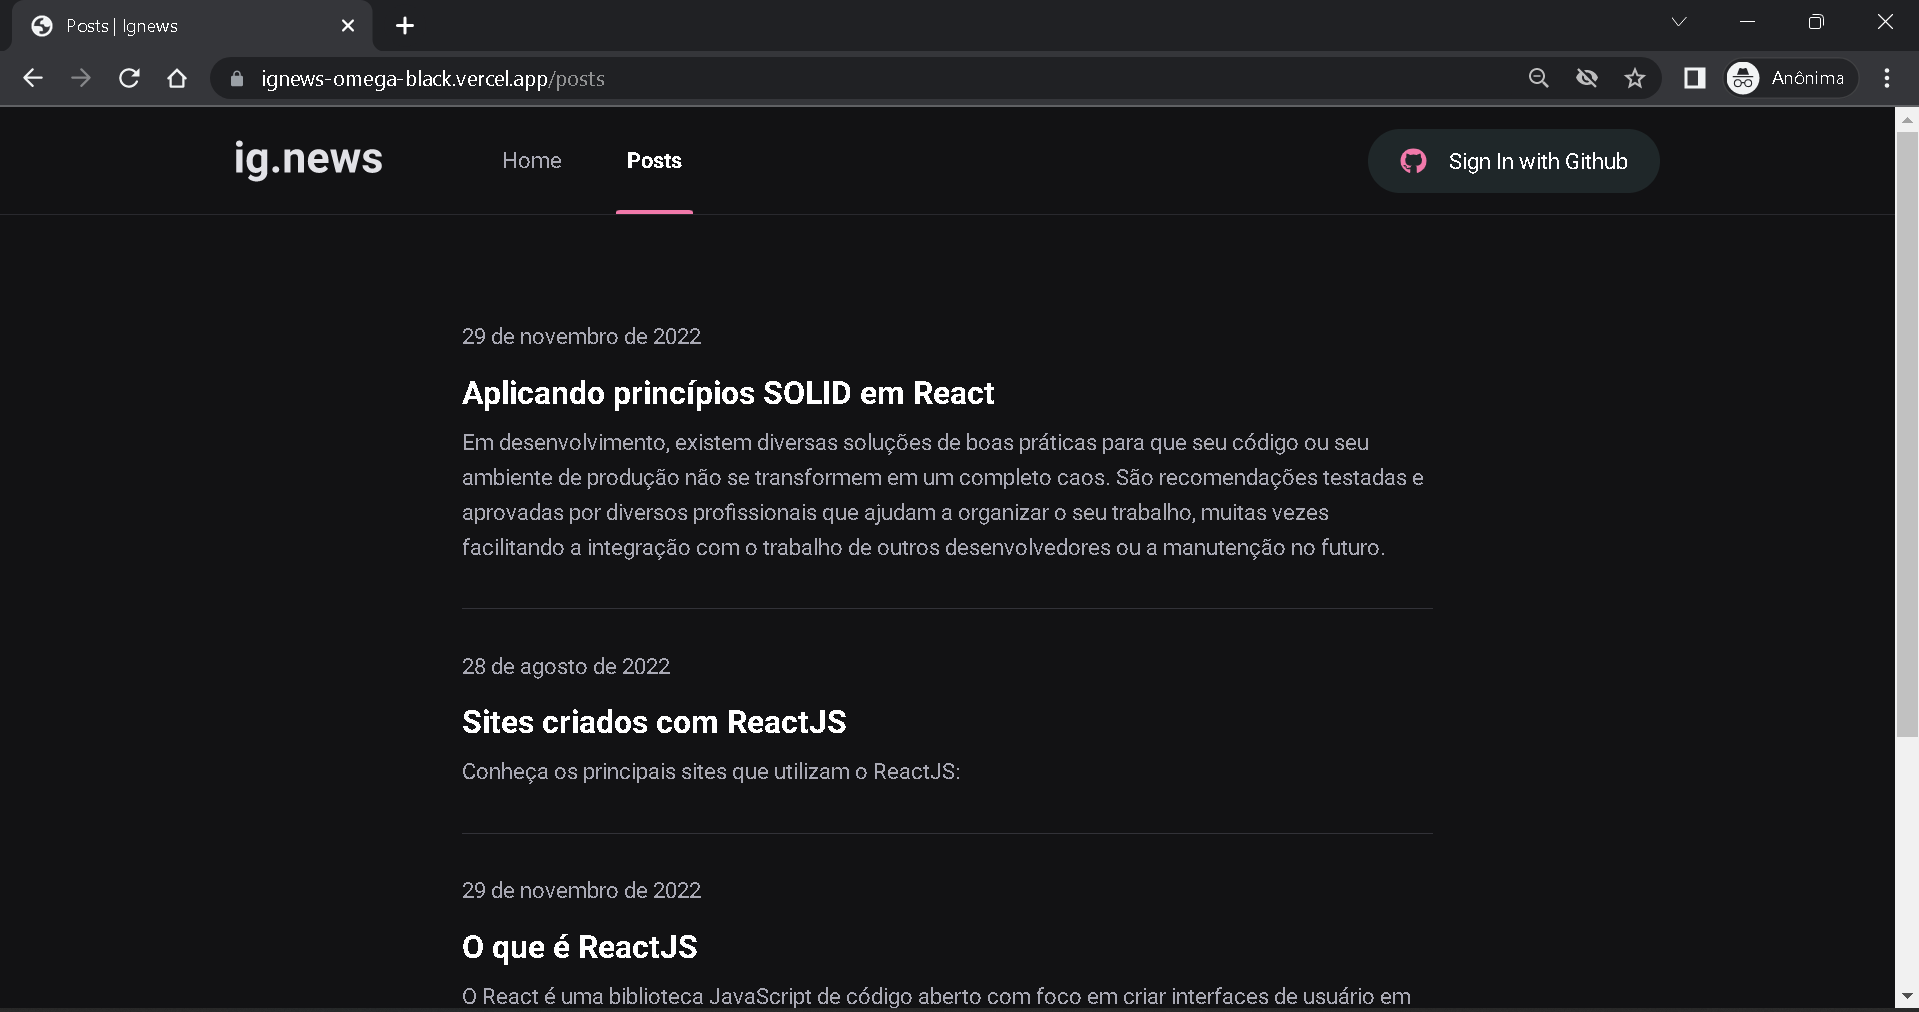 Posts | Ignews
ignews-omega-black.vercel.app/posts
Anônima
ig.news
Home
Posts
Sign In with Github
29 de novembro de 2022
Aplicando princípios SOLID em React
Em desenvolvimento, existem diversas soluções de boas práticas para que seu código ou seu
ambiente de produção não se transformem em um completo caos. São recomendações testadas e
aprovadas por diversos profissionais que ajudam a organizar o seu trabalho, muitas vezes
facilitando a integração com o trabalho de outros desenvolvedores ou a manutenção no futuro.
28 de agosto de 2022
Sites criados com ReactJS
Conheça os principais sites que utilizam o ReactJS:
29 de novembro de 2022
O que é ReactJS
O React é uma biblioteca JavaScript de código aberto com foco em criar interfaces de usuário em